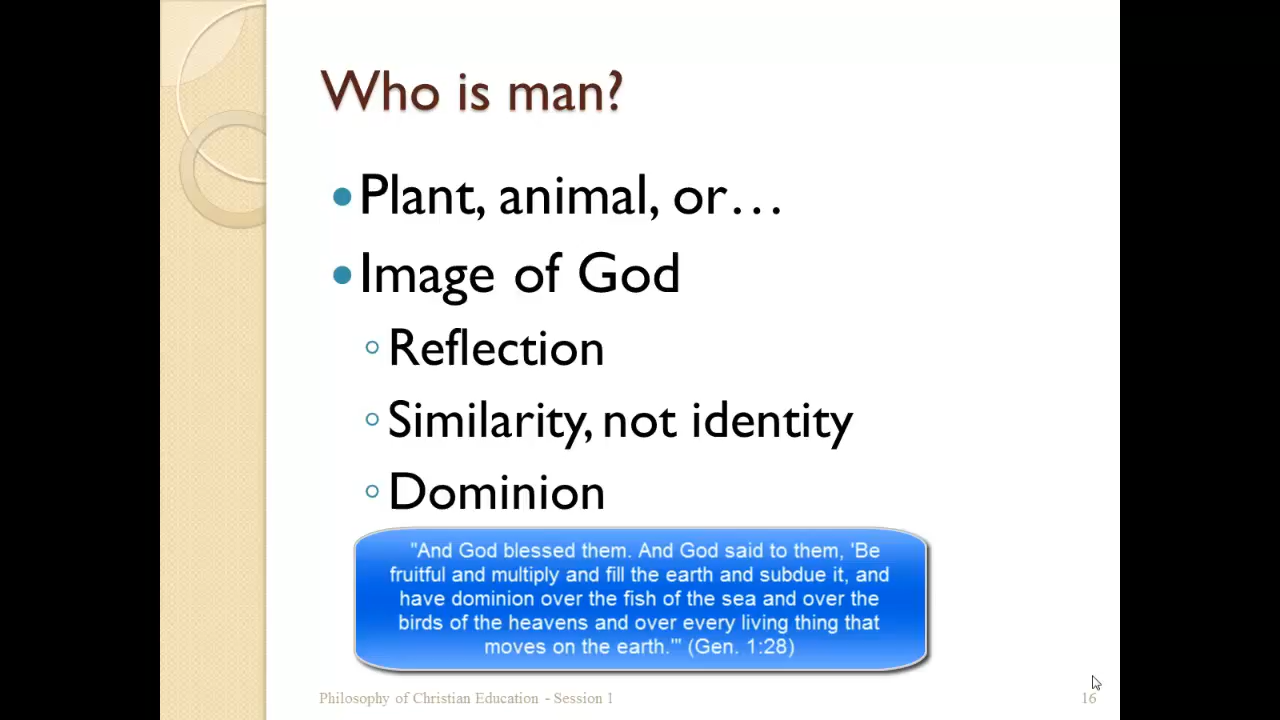 Who is man?
Plant, animal, or…
Image of God
Reflection
Similarity, not identity
Dominion
"And God blessed them. And God said to them, 'Be
fruitful and multiply and fill the earth and subdue it, and
have dominion over the fish of the sea and over the
birds of the heavens and over every living thing that
moves on the earth.'" (Gen. 1:28)
Philosophy of Christian Education - Session 1
16